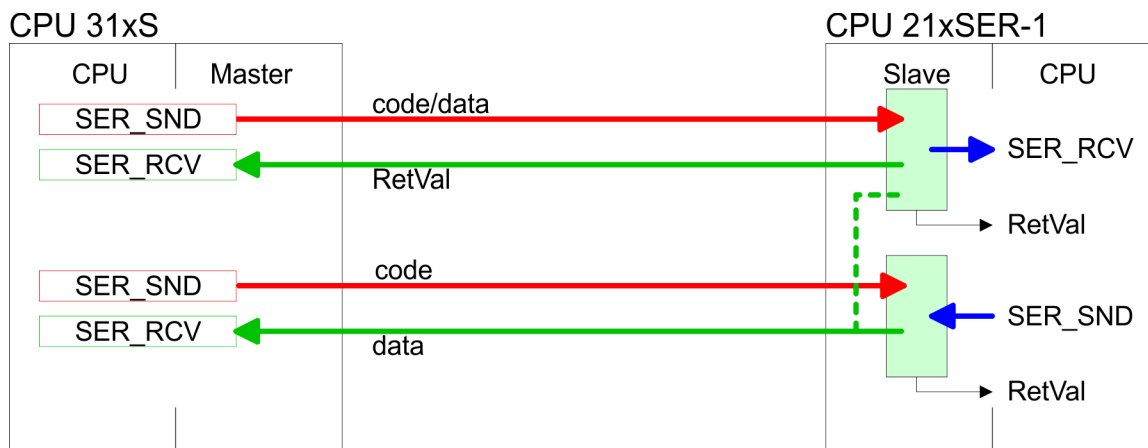 CPU 31xS
CPU 21xSER-1
CPU
Master
Slave
CPU
SER_SND
code/data
SER_RCV
SER_RCV
RetVal
RetVal
SER_SND
code
SER_SND
SER_RCV
data
RetVal